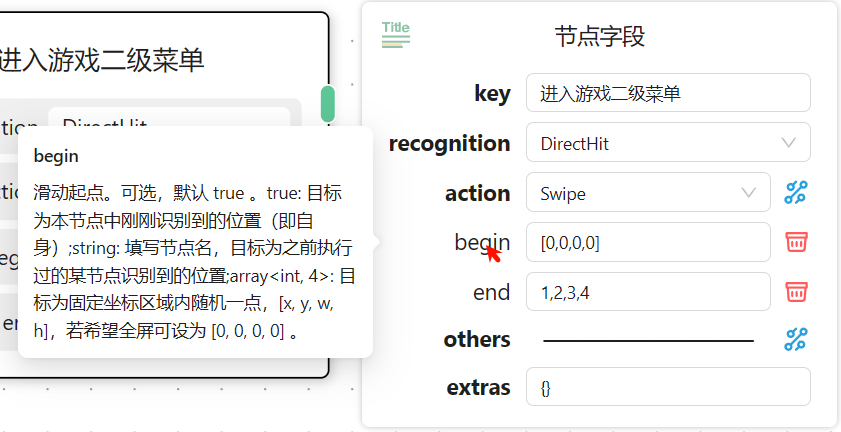 进入游戏二级菜单
tion
DirectHit
begin
滑动起点。可选，默认 true 。true: 目标
为本节点中刚刚识别到的位置（即自
身）;string: 填写节点名，目标为之前执行
过的某节点识别到的位置;array<int, 4>: 目
标为固定坐标区域内随机一点，[x, y, w,
h]，若希望全屏可设为 [0, 0, 0, 0] 。
Title
节点字段
key
进入游戏二级菜单
recognition
DirectHit
action
Swipe
begin
[0,0,0,0]
end
1,2,3,4
others
extras
{}